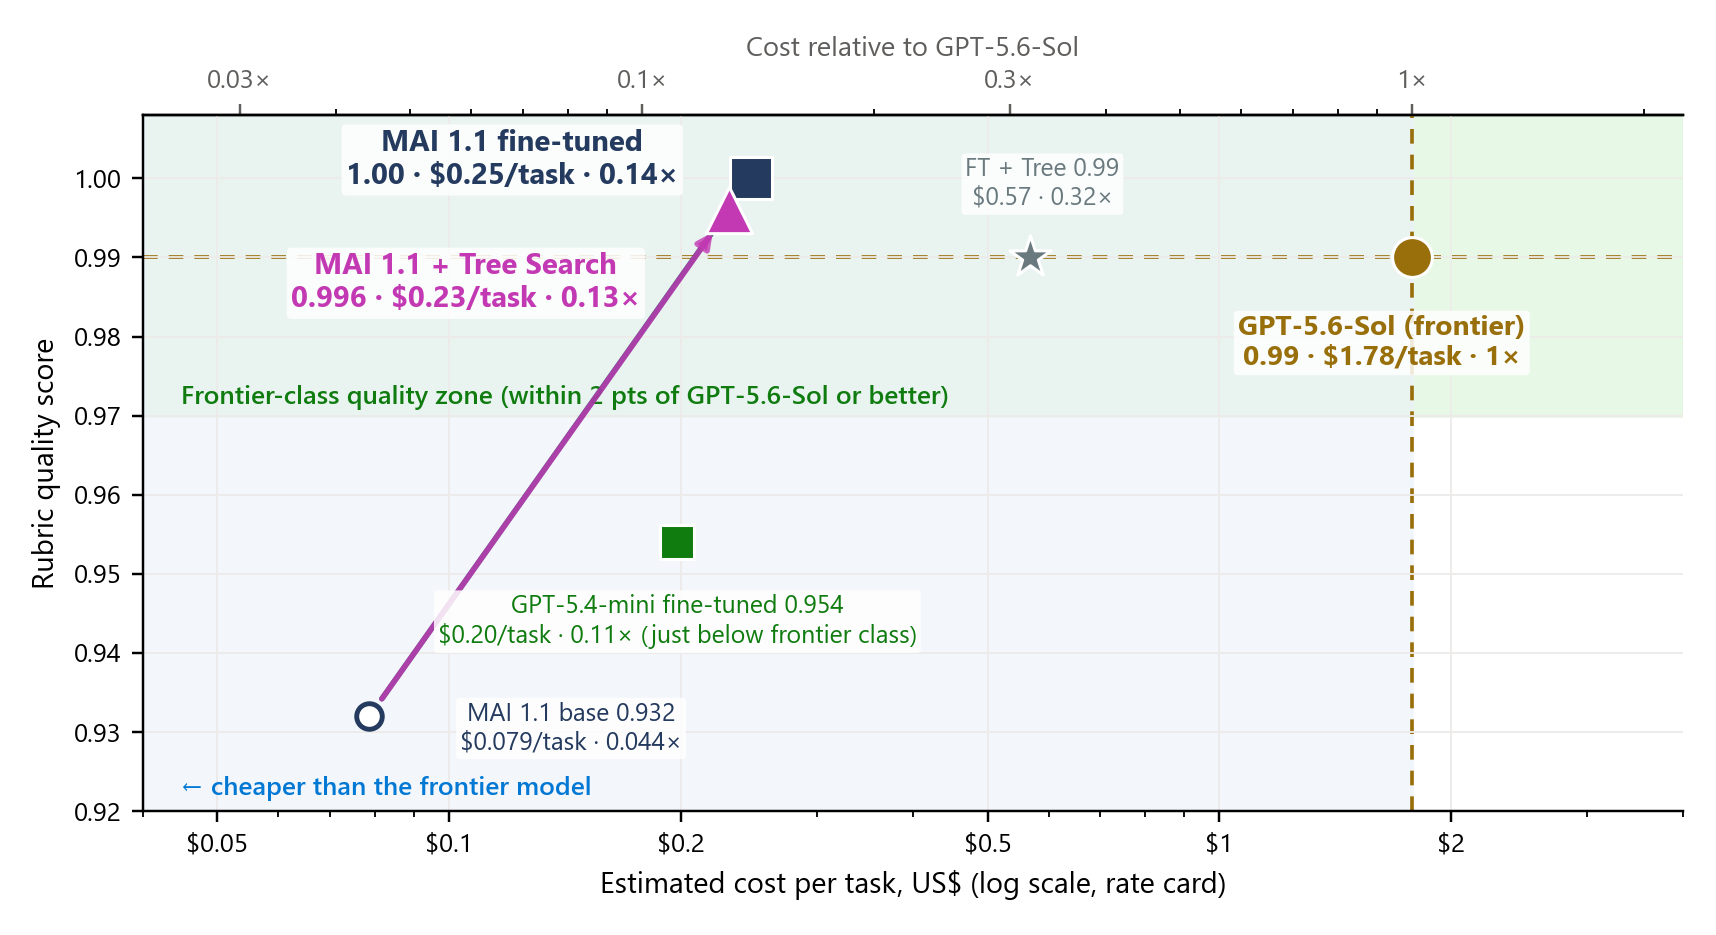 Cost relative to GPT-5.6-Sol
0.03× 0.1× 0.3× 1×
MAI 1.1 fine-tuned
1.00 · $0.25/task · 0.14×
FT + Tree 0.99
$0.57 · 0.32×
MAI 1.1 + Tree Search
0.996 · $0.23/task · 0.13×
GPT-5.6-Sol (frontier)
0.99 · $1.78/task · 1×
Frontier-class quality zone (within 2 pts of GPT-5.6-Sol or better)
GPT-5.4-mini fine-tuned 0.954
$0.20/task · 0.11× (just below frontier class)
MAI 1.1 base 0.932
$0.079/task · 0.044×
← cheaper than the frontier model
Rubric quality score
1.00
0.99
0.98
0.97
0.96
0.95
0.94
0.93
0.92
$0.05 $0.1 $0.2 $0.5 $1 $2
Estimated cost per task, US$ (log scale, rate card)